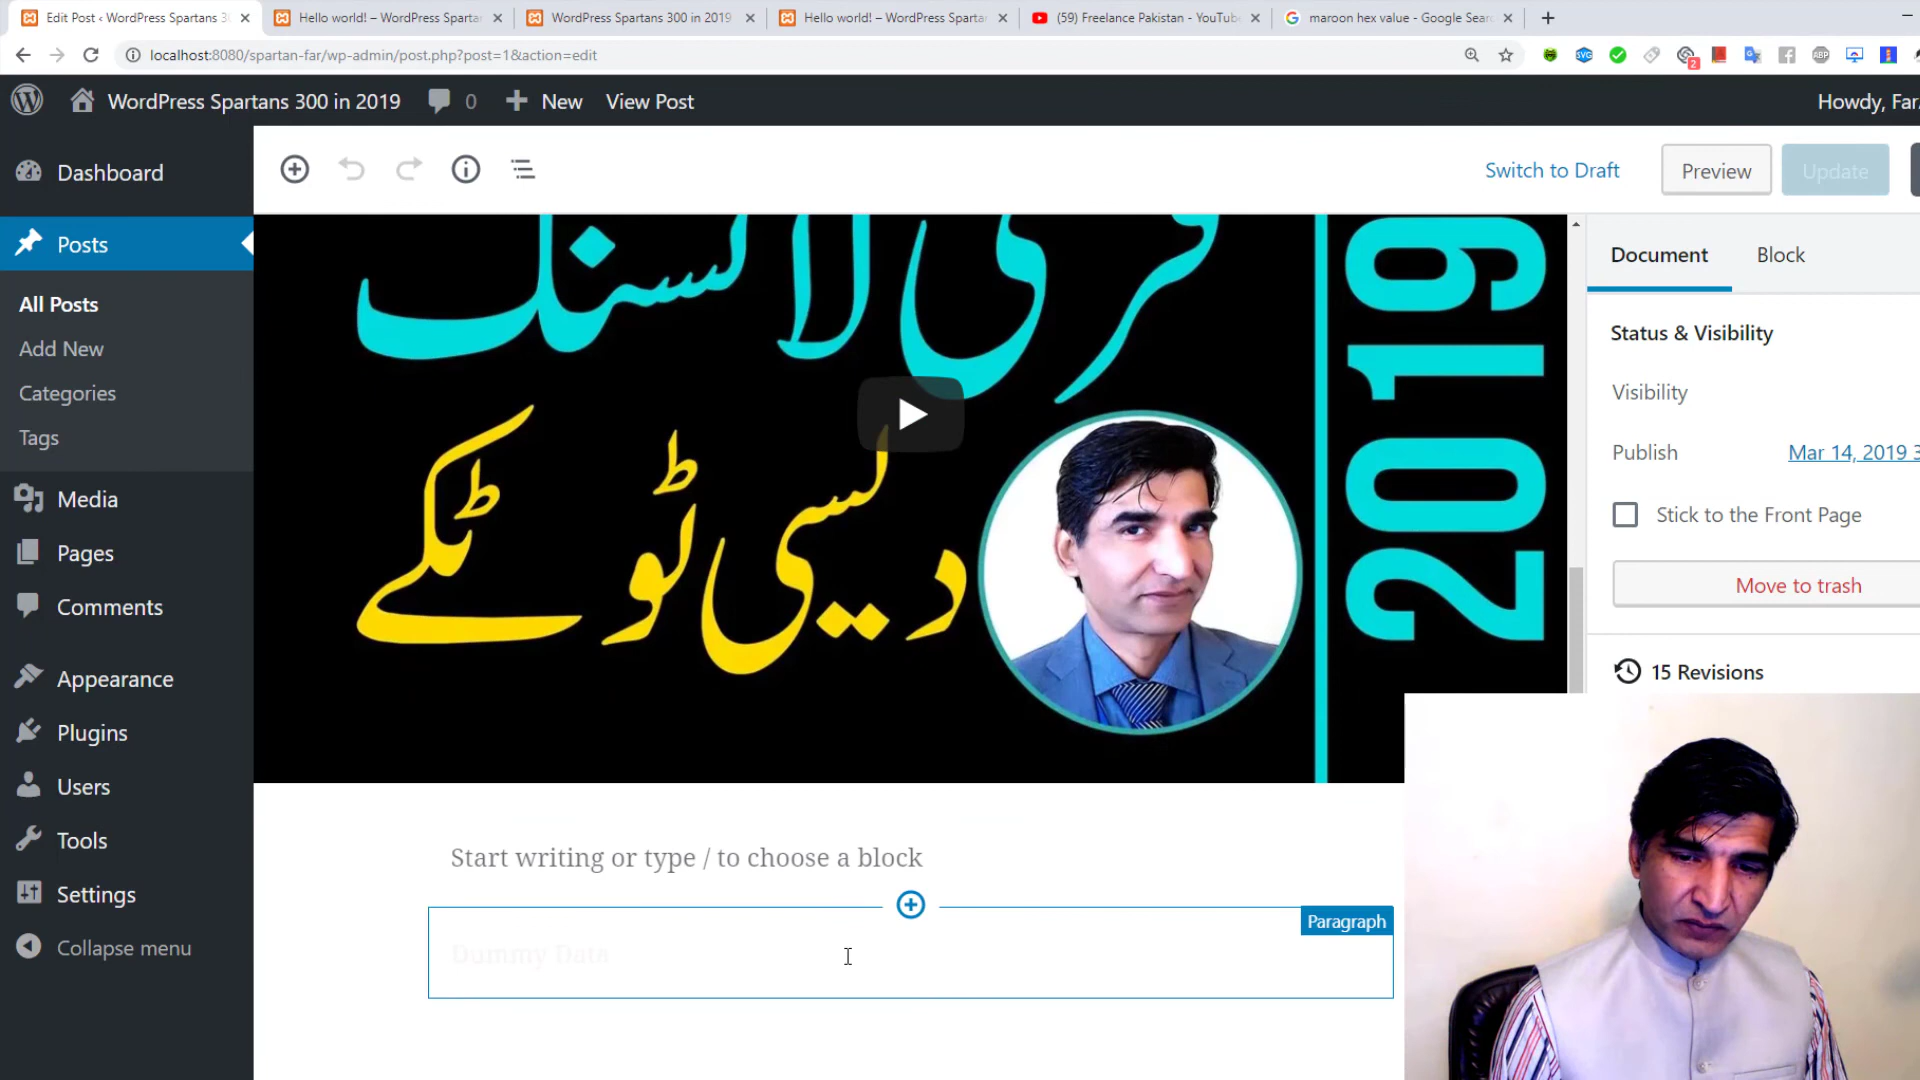 Edit Post ‹ WordPress Spartans 30
Hello world! – WordPress Sparta
WordPress Spartans 300 in 2019
Hello world! – WordPress Sparta
(59) Freelance Pakistan - YouTube
maroon hex value - Google Sear
localhost:8080/spartan-far/wp-admin/post.php?post=1&action=edit
WordPress Spartans 300 in 2019
0
New
View Post
Howdy, Far
Dashboard
Posts
All Posts
Add New
Categories
Tags
Media
Pages
Comments
Appearance
Plugins
Users
Tools
Settings
Collapse menu
Switch to Draft
Preview
Update
فری لانسنگ
دیسی ٹوٹکے
2019
Document
Block
Status & Visibility
Visibility
Publish
Mar 14, 2019 3
Stick to the Front Page
Move to trash
15 Revisions
Start writing or type / to choose a block
Paragraph
Dummy Data